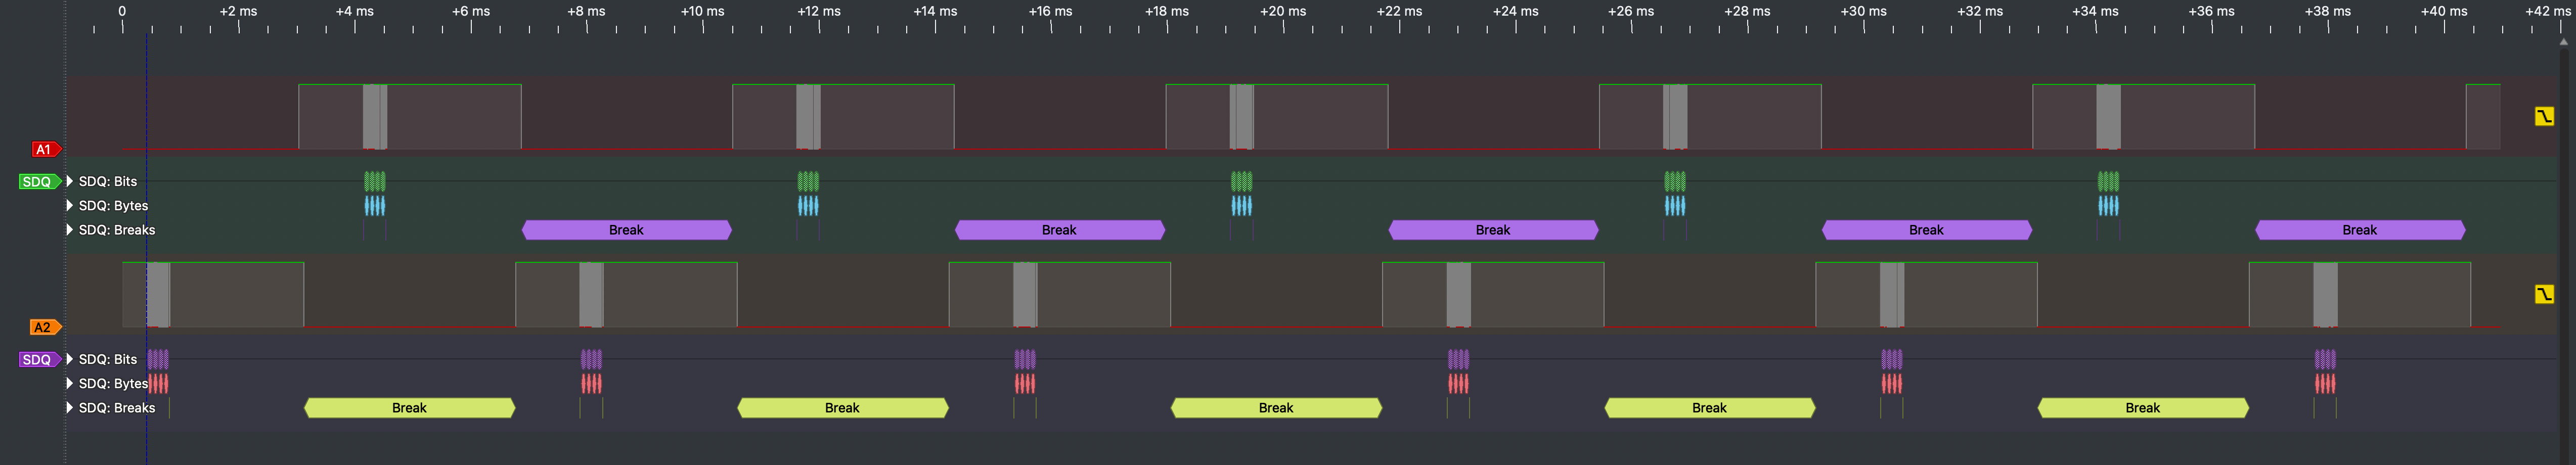 0 +2 ms +4 ms +6 ms +8 ms +10 ms +12 ms +14 ms +16 ms +18 ms +20 ms +22 ms +24 ms +26 ms +28 ms +30 ms +32 ms +34 ms +36 ms +38 ms +40 ms +42 ms
A1
SDQ SDQ: Bits
SDQ: Bytes
SDQ: Breaks Break Break Break Break Break
A2
SDQ SDQ: Bits
SDQ: Bytes
SDQ: Breaks Break Break Break Break Break